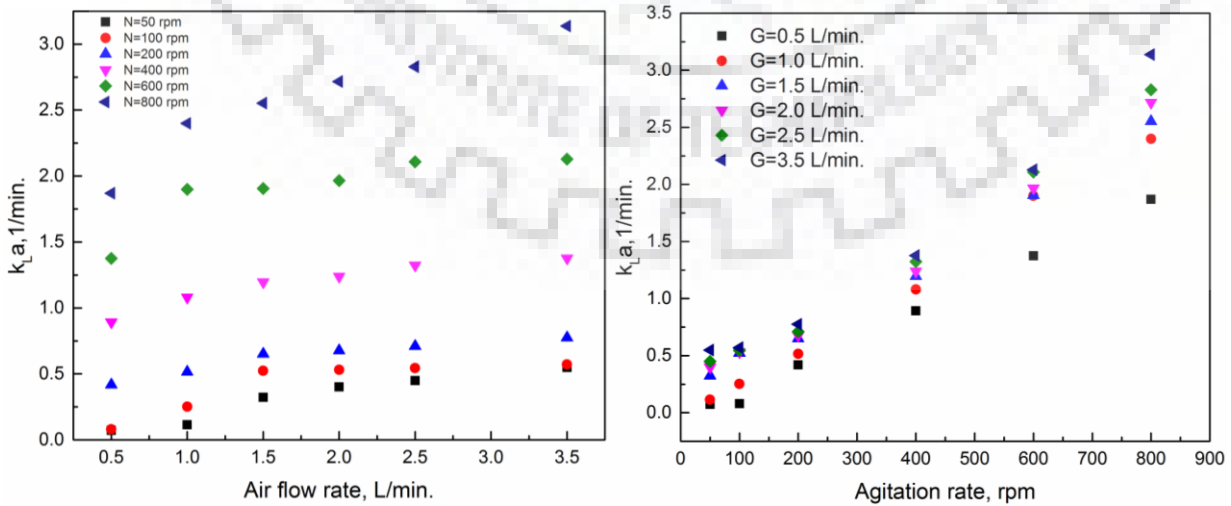 N=50 rpm
N=100 rpm
N=200 rpm
N=400 rpm
N=600 rpm
N=800 rpm
3.0
2.5
2.0
1.5
1.0
0.5
0.0
kLa,1/min.
0.5 1.0 1.5 2.0 2.5 3.0 3.5
Air flow rate, L/min.
G=0.5 L/min.
G=1.0 L/min.
G=1.5 L/min.
G=2.0 L/min.
G=2.5 L/min.
G=3.5 L/min.
3.5
3.0
2.5
2.0
1.5
1.0
0.5
0.0
kLa,1/min.
0 100 200 300 400 500 600 700 800 900
Agitation rate, rpm